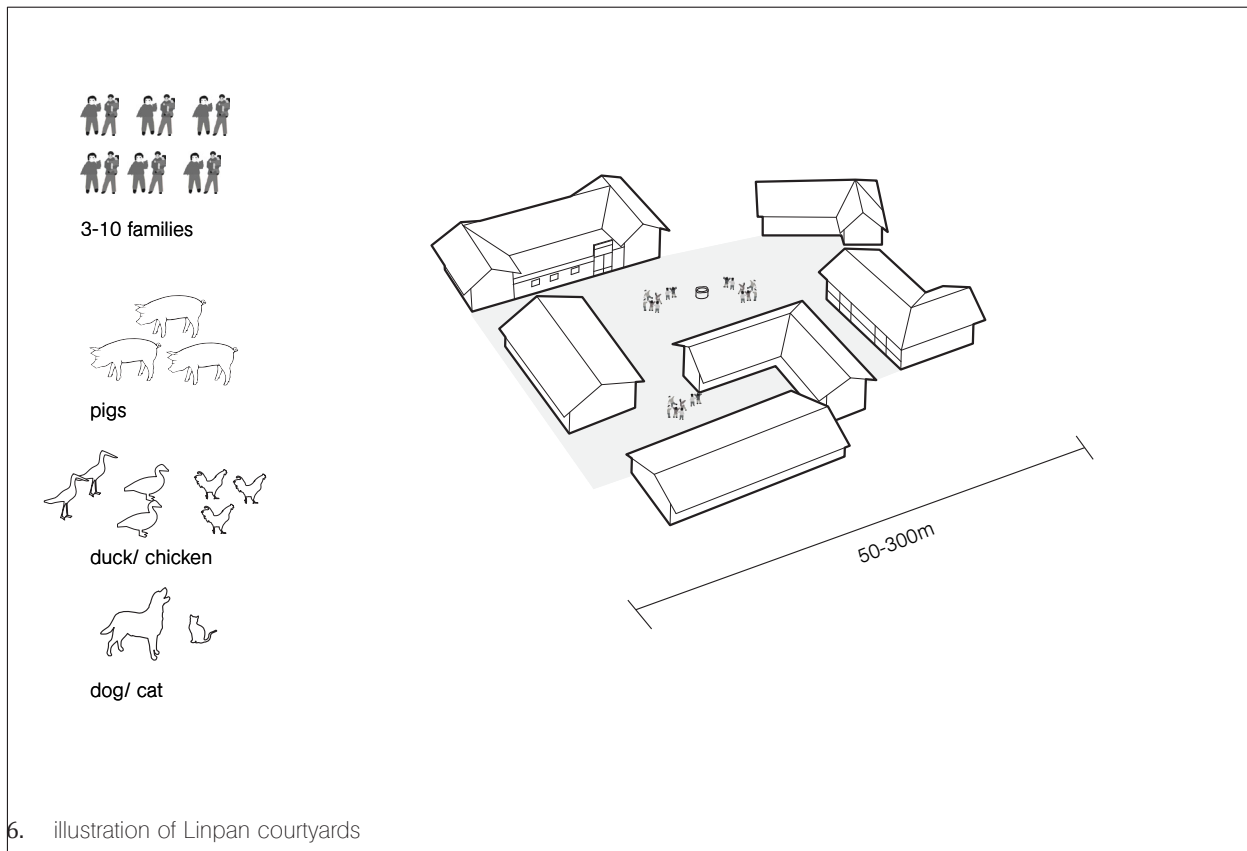 3-10 families
pigs
duck/ chicken
dog/ cat
50-300m
6. illustration of Linpan courtyards